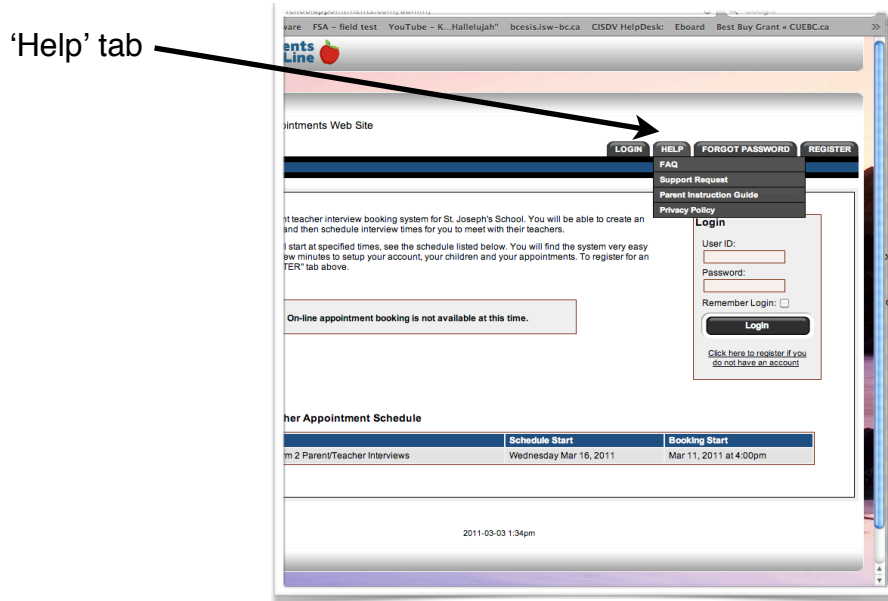 'Help' tab
schoolappointments.com/admin/
Google
ware FSA – field test YouTube – K...Hallelujah" bcesis.isw-bc.ca CISDV HelpDesk: Eboard Best Buy Grant « CUEBC.ca »
ents
Line
ointments Web Site
LOGIN HELP FORGOT PASSWORD REGISTER
FAQ
Support Request
Parent Instruction Guide
Privacy Policy
nt teacher interview booking system for St. Joseph's School. You will be able to create an
and then schedule interview times for you to meet with their teachers.
l start at specified times, see the schedule listed below. You will find the system very easy
ew minutes to setup your account, your children and your appointments. To register for an
TER" tab above.
Login
User ID:
Password:
Remember Login:
Login
Click here to register if you
do not have an account
On-line appointment booking is not available at this time.
her Appointment Schedule
Schedule Start Booking Start
rm 2 Parent/Teacher Interviews Wednesday Mar 16, 2011 Mar 11, 2011 at 4:00pm
2011-03-03 1:34pm